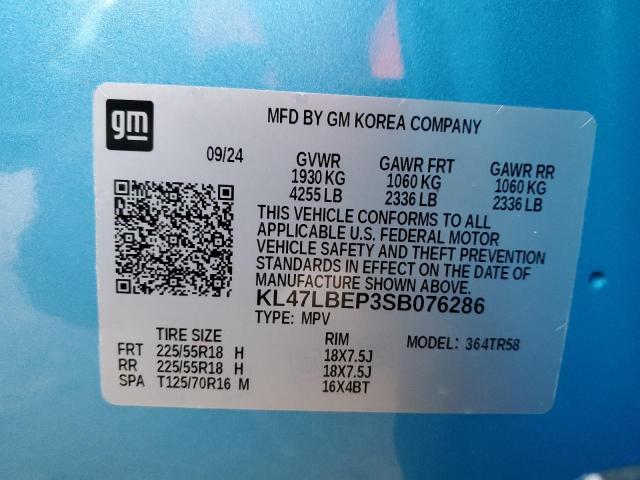 gm
MFD BY GM KOREA COMPANY
09/24 GVWR GAWR FRT GAWR RR
1930 KG 1060 KG 1060 KG
4255 LB 2336 LB 2336 LB
THIS VEHICLE CONFORMS TO ALL
APPLICABLE U.S. FEDERAL MOTOR
VEHICLE SAFETY AND THEFT PREVENTION
STANDARDS IN EFFECT ON THE DATE OF
MANUFACTURE SHOWN ABOVE.
KL47LBEP3SB076286
TYPE: MPV
TIRE SIZE RIM MODEL: 364TR58
FRT 225/55R18 H 18X7.5J
RR 225/55R18 H 18X7.5J
SPA T125/70R16 M 16X4BT